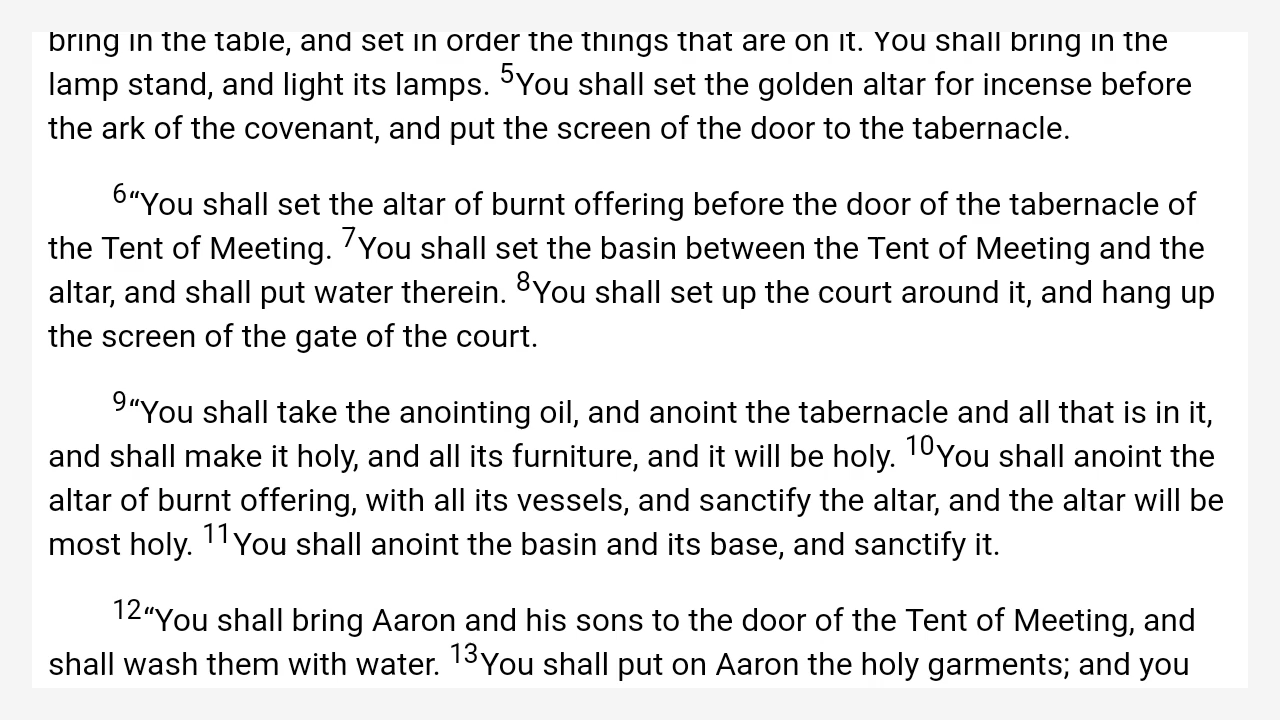 bring in the table, and set in order the things that are on it. You shall bring in the
lamp stand, and light its lamps. 5You shall set the golden altar for incense before
the ark of the covenant, and put the screen of the door to the tabernacle.
6“You shall set the altar of burnt offering before the door of the tabernacle of
the Tent of Meeting. 7You shall set the basin between the Tent of Meeting and the
altar, and shall put water therein. 8You shall set up the court around it, and hang up
the screen of the gate of the court.
9“You shall take the anointing oil, and anoint the tabernacle and all that is in it,
and shall make it holy, and all its furniture, and it will be holy. 10You shall anoint the
altar of burnt offering, with all its vessels, and sanctify the altar, and the altar will be
most holy. 11You shall anoint the basin and its base, and sanctify it.
12“You shall bring Aaron and his sons to the door of the Tent of Meeting, and
shall wash them with water. 13You shall put on Aaron the holy garments; and you